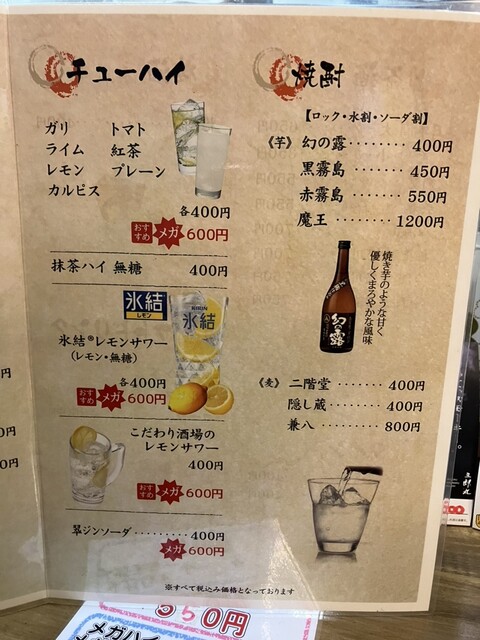 チューハイ
ガリ　トマト
ライム　紅茶
レモン　プレーン
カルピス
各400円
おすすめ メガ 600円
抹茶ハイ 無糖　400円
氷結
レモン
KIRIN
氷結
氷結®レモンサワー
(レモン・無糖)
各400円
おすすめ メガ 600円
こだわり酒場の
レモンサワー
400円
おすすめ メガ 600円
翠ジンソーダ………400円
メガ 600円
焼酎
【ロック・水割・ソーダ割】
《芋》 幻の露………400円
黒霧島………450円
赤霧島………550円
魔王………1200円
焼き芋のような甘く
優しくまろやかな風味
幻の露
《麦》 二階堂………400円
隠し蔵………400円
兼八………800円
※すべて税込み価格となっております
550円
メガハイ
円
円
円